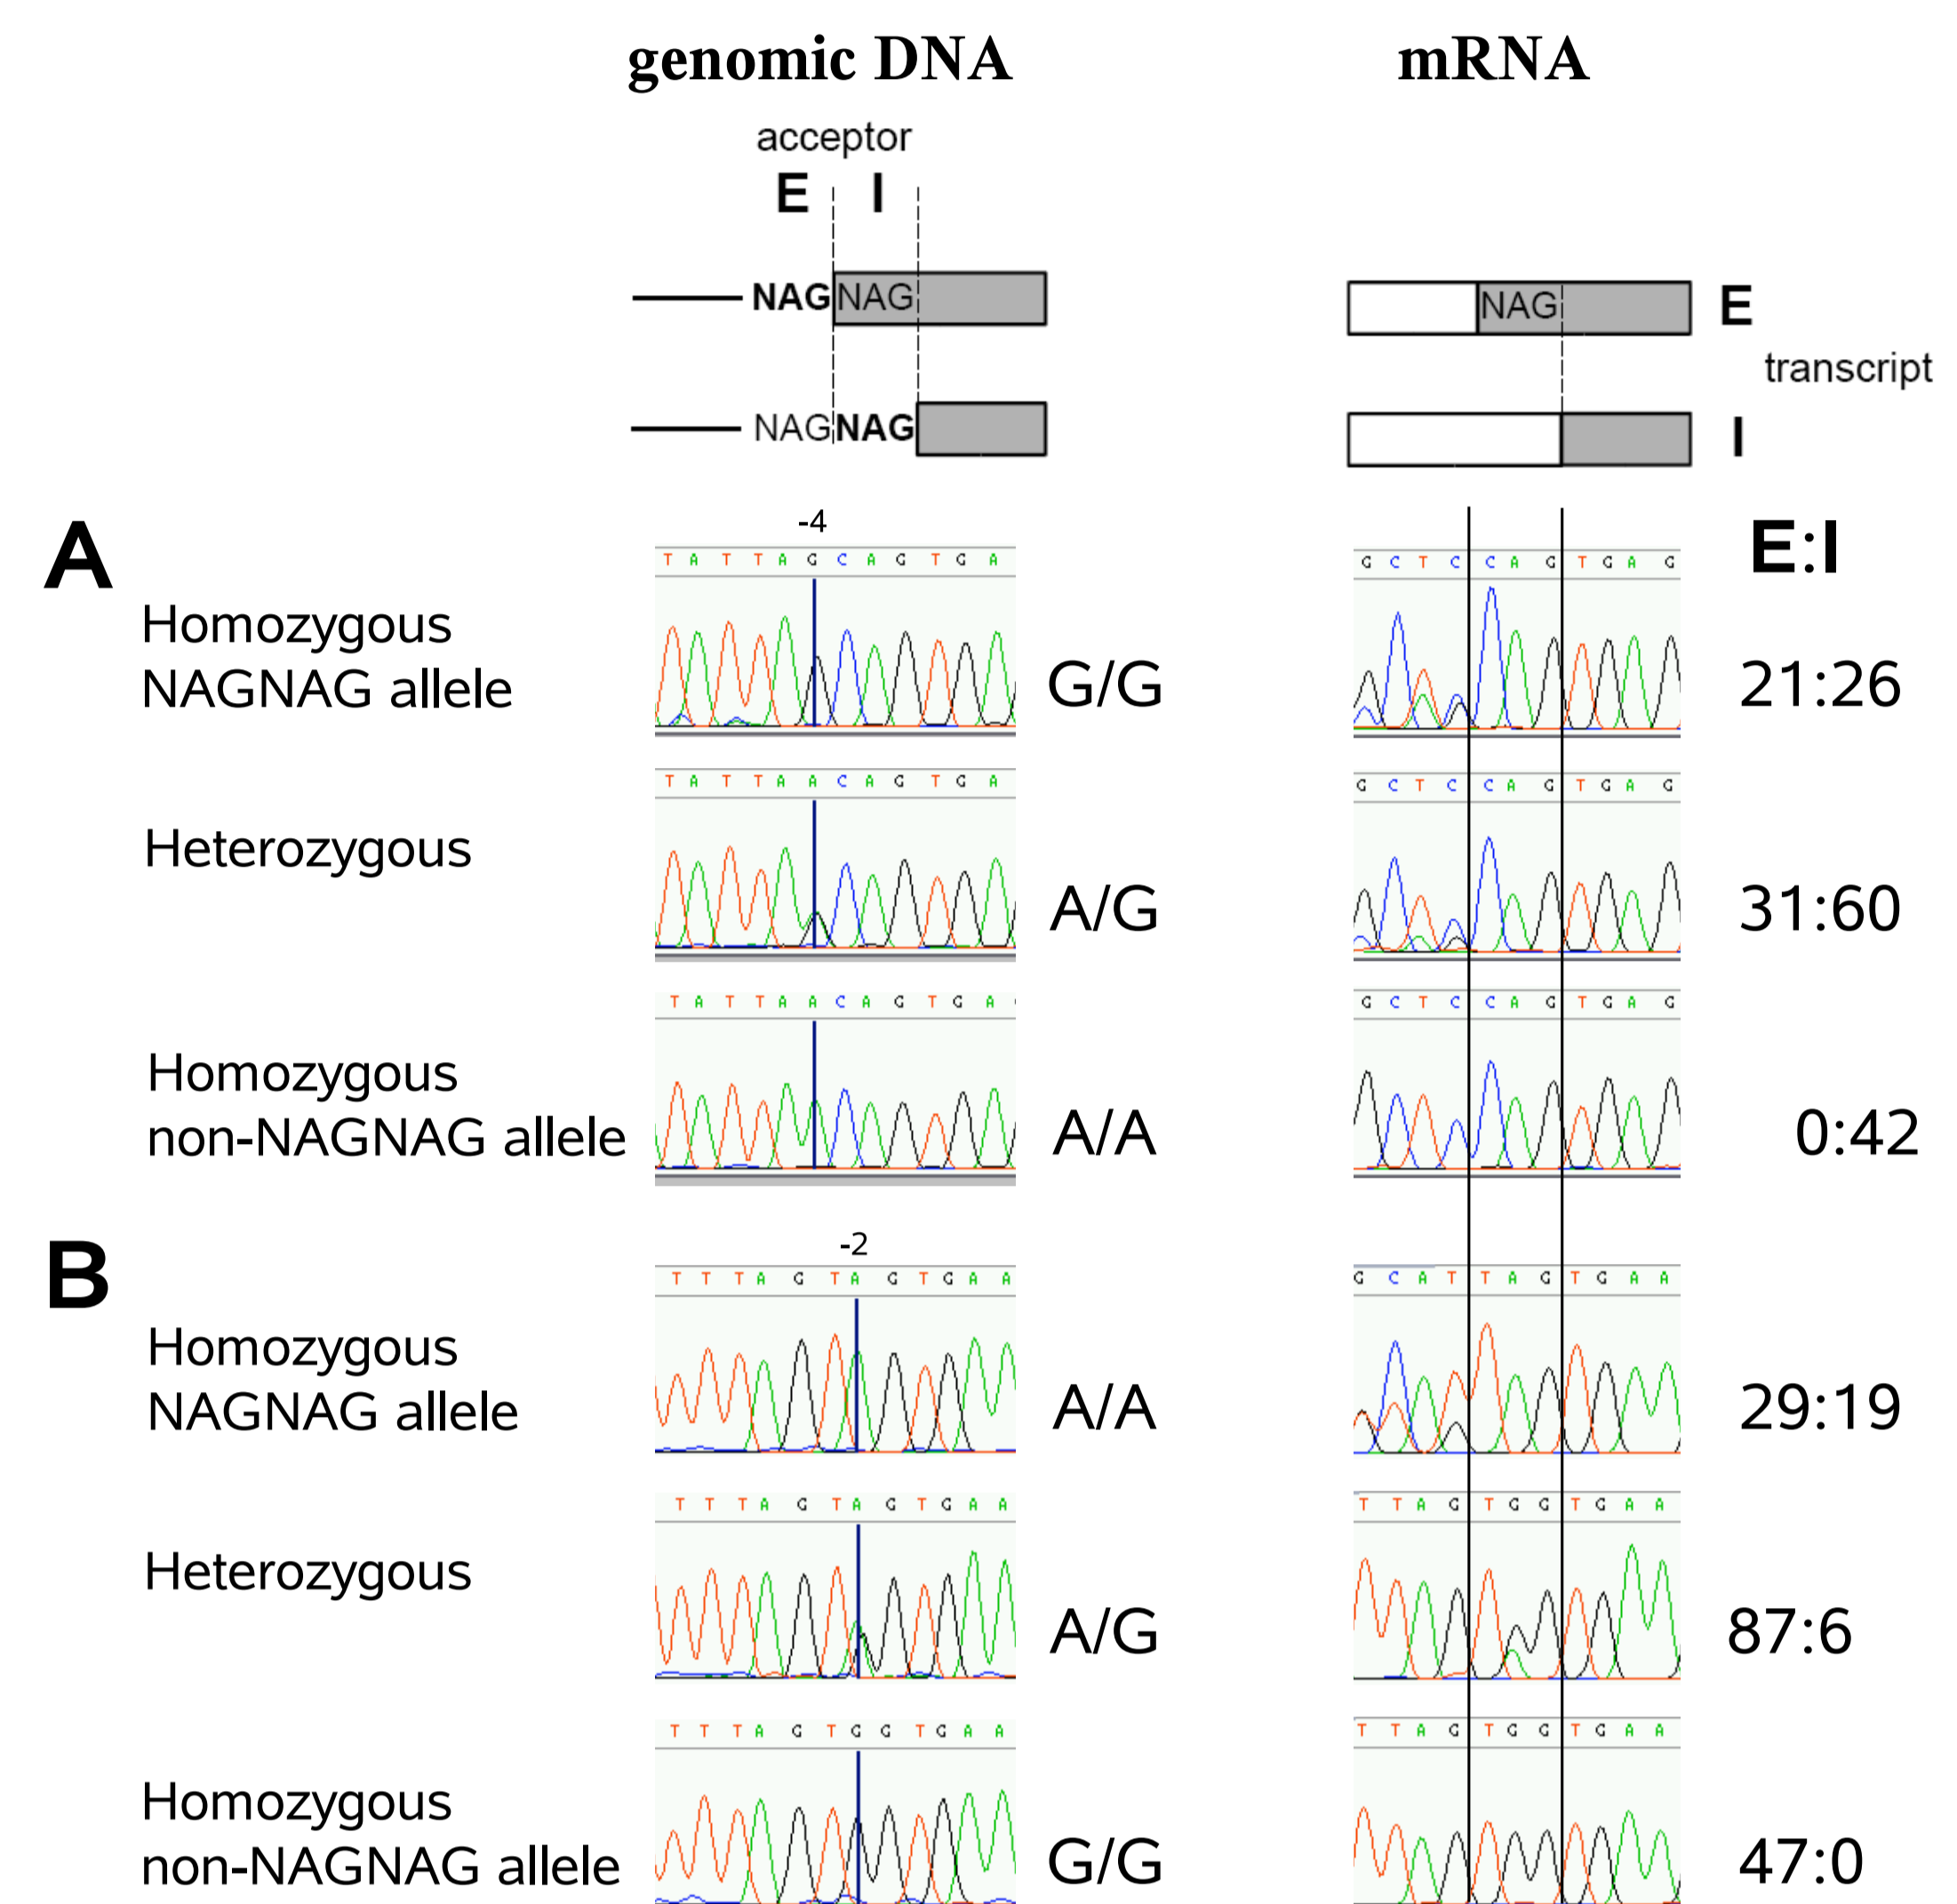 genomic DNA
mRNA
acceptor
E I
NAG NAG
NAG E
transcript
NAG NAG
I
A
-4
E:I
T A T T A G C A G T G A
G C T C C A G T G A G
Homozygous
NAGNAG allele
G/G
21:26
T A T T A A C A G T G A
G C T C C A G T G A G
Heterozygous
A/G
31:60
T A T T A A C A G T G A
G C T C C A G T G A G
Homozygous
non-NAGNAG allele
A/A
0:42
B
-2
T T T A G T A G T G A A
G C A T T A G T G A A
Homozygous
NAGNAG allele
A/A
29:19
T T T A G T A G T G A A
T T A G T G G T G A A
Heterozygous
A/G
87:6
T T T A G T G G T G A A
T T A G T G G T G A A
Homozygous
non-NAGNAG allele
G/G
47:0